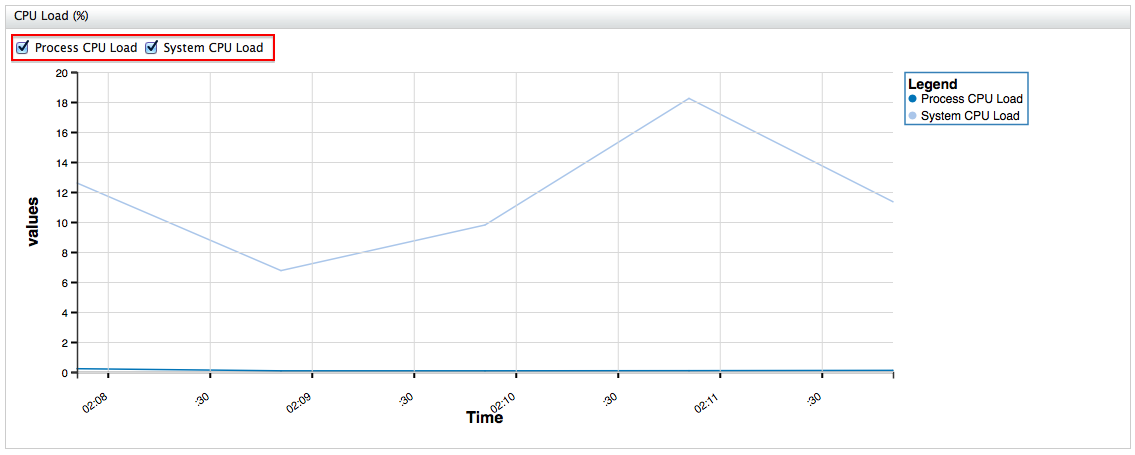 CPU Load (%)
Process CPU Load System CPU Load
20
18
16
14
12
10
8
6
4
2
0
values
02:08 :30 02:09 :30 02:10 :30 02:11 :30
Time
Legend
Process CPU Load
System CPU Load